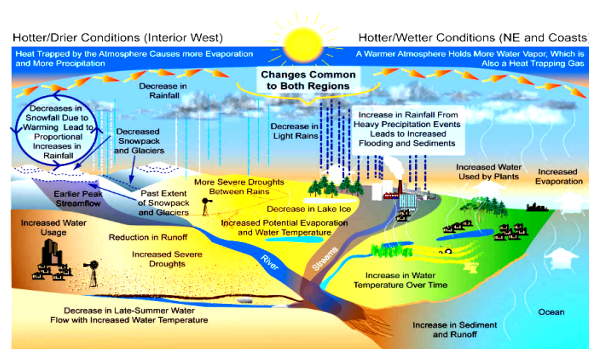 Hotter/Drier Conditions (Interior West)
Hotter/Wetter Conditions (NE and Coasts)
Heat Trapped by the Atmosphere Causes more Evaporation
and More Precipitation
A Warmer Atmosphere Holds More Water Vapor, Which is
Also a Heat Trapping Gas
Changes Common
to Both Regions
Decrease in
Rainfall
Decreases in
Snowfall Due to
Warming Lead to
Proportional
Increases in
Rainfall
Decreased
Snowpack
and Glaciers
Decrease in
Light Rains
Increase in Rainfall From
Heavy Precipitation Events
Leads to Increased
Flooding and Sediments
Increased Water
Used by Plants
Increased
Evaporation
Earlier Peak
Streamflow
Past Extent
of Snowpack
and Glaciers
More Severe Droughts
Between Rains
Decrease in Lake Ice
Increased Potential Evaporation
and Water Temperature
Increased Water
Usage
Reduction in Runoff
Increased Severe
Droughts
River
Streams
Increase in Water
Temperature Over Time
Decrease in Late-Summer Water
Flow with Increased Water Temperature
Increase in Sediment
and Runoff
Ocean